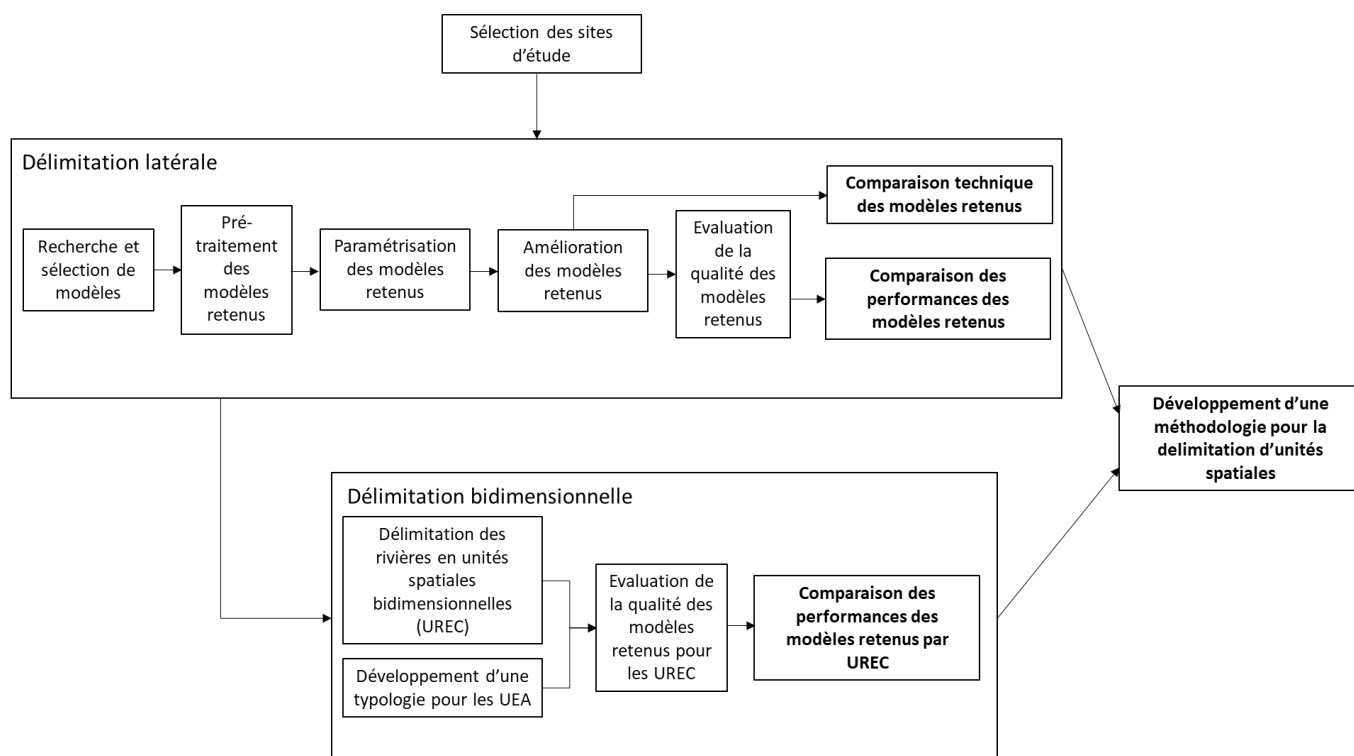 Sélection des sites
d’étude
Délimitation latérale
Recherche et
sélection de
modèles
Pré-
traitement
des
modèles
retenus
Paramétrisation
des modèles
retenus
Amélioration
des modèles
retenus
Evaluation
de la
qualité des
modèles
retenus
Comparaison technique
des modèles retenus
Comparaison des
performances des
modèles retenus
Développement d’une
méthodologie pour la
delimitation d’unités
spatiales
Délimitation bidimensionnelle
Délimitation des
rivières en unités
spatiales
bidimensionnelles
(UREC)
Développement d’une
typologie pour les UEA
Evaluation de
la qualité des
modèles
retenus pour
les UREC
Comparaison des
performances des
modèles retenus par
UREC